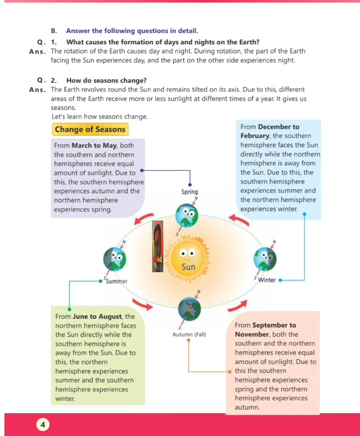 B. Answer the following questions in detail.
Q. 1. What causes the formation of days and nights on the Earth?
Ans. The rotation of the Earth causes day and night. During rotation, the part of the Earth
facing the Sun experiences day, and the part on the other side experiences night.
Q. 2. How do seasons change?
Ans. The Earth revolves round the Sun and remains tilted on its axis. Due to this, different
areas of the Earth receive more or less sunlight at different times of a year. It gives us
seasons.
Let's learn how seasons change.
Change of Seasons
From March to May, both
the southern and northern
hemispheres receive equal
amount of sunlight. Due to
this, the southern hemisphere
experiences autumn and the
northern hemisphere
experiences spring.
From December to
February, the southern
hemisphere faces the Sun
directly while the northern
hemisphere is away from
the Sun. Due to this, the
southern hemisphere
experiences summer and
the northern hemisphere
experiences winter.
Spring
Sun
Summer
Winter
Autumn (Fall)
From June to August, the
northern hemisphere faces
the Sun directly while the
southern hemisphere is
away from the Sun. Due to
this, the northern
hemisphere experiences
summer and the southern
hemisphere experiences
winter.
From September to
November, both the
southern and the northern
hemispheres receive equal
amount of sunlight. Due to
this the southern
hemisphere experiences
spring and the northern
hemisphere experiences
autumn.
4